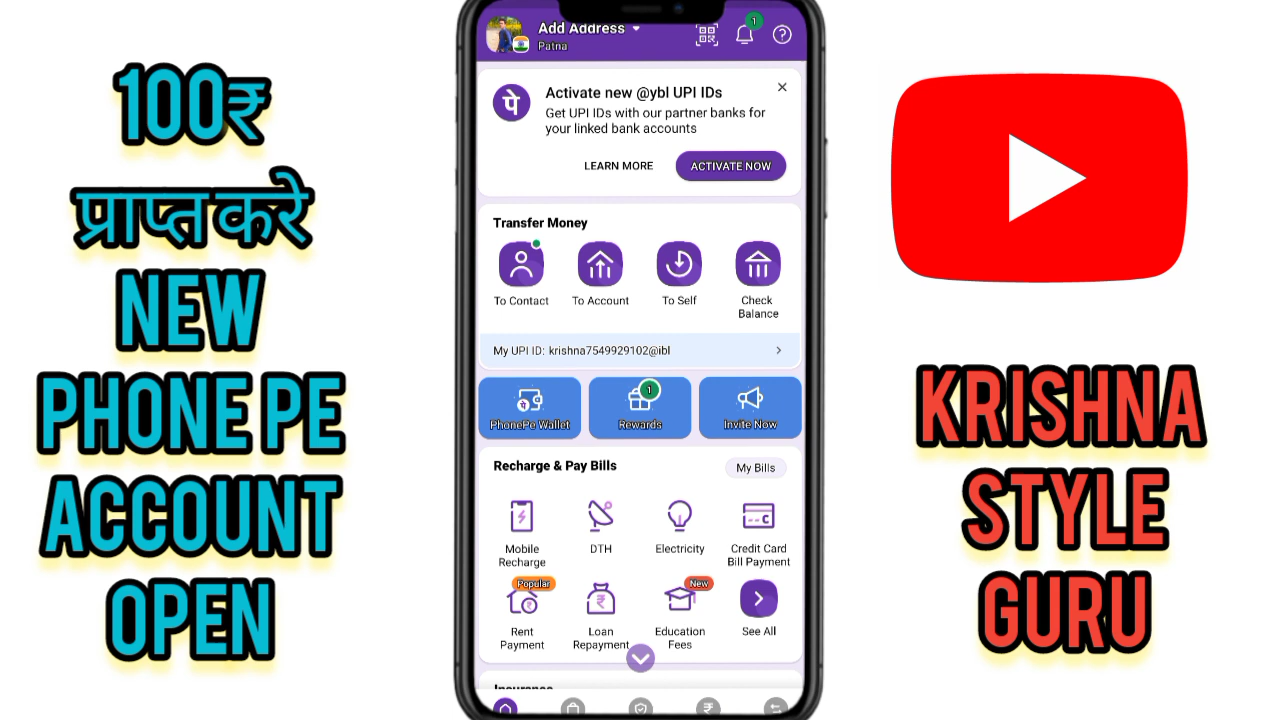 100₹
प्राप्त करे
NEW
PHONE PE
ACCOUNT
OPEN
Add Address
Patna
1
पे
Activate new @ybl UPI IDs
Get UPI IDs with our partner banks for
your linked bank accounts
LEARN MORE ACTIVATE NOW
Transfer Money
To Contact To Account To Self Check
Balance
My UPI ID: krishna7549929102@ibl
1
PhonePe Wallet Rewards Invite Now
Recharge & Pay Bills My Bills
Mobile
Recharge
DTH
Electricity
Credit Card
Bill Payment
Popular
New
Rent
Payment
Loan
Repayment
Education
Fees
See All
Insurance
KRISHNA
STYLE
GURU